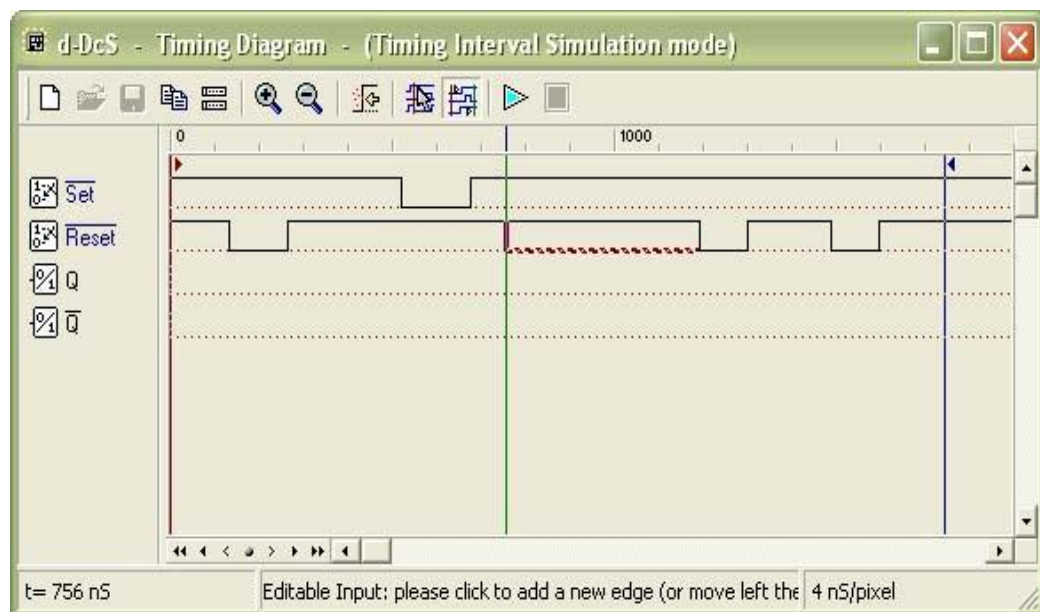 d-DcS - Timing Diagram - (Timing Interval Simulation mode)
0 1000
Set
Reset
Q
Q
t= 756 nS Editable Input: please click to add a new edge (or move left the 4 nS/pixel